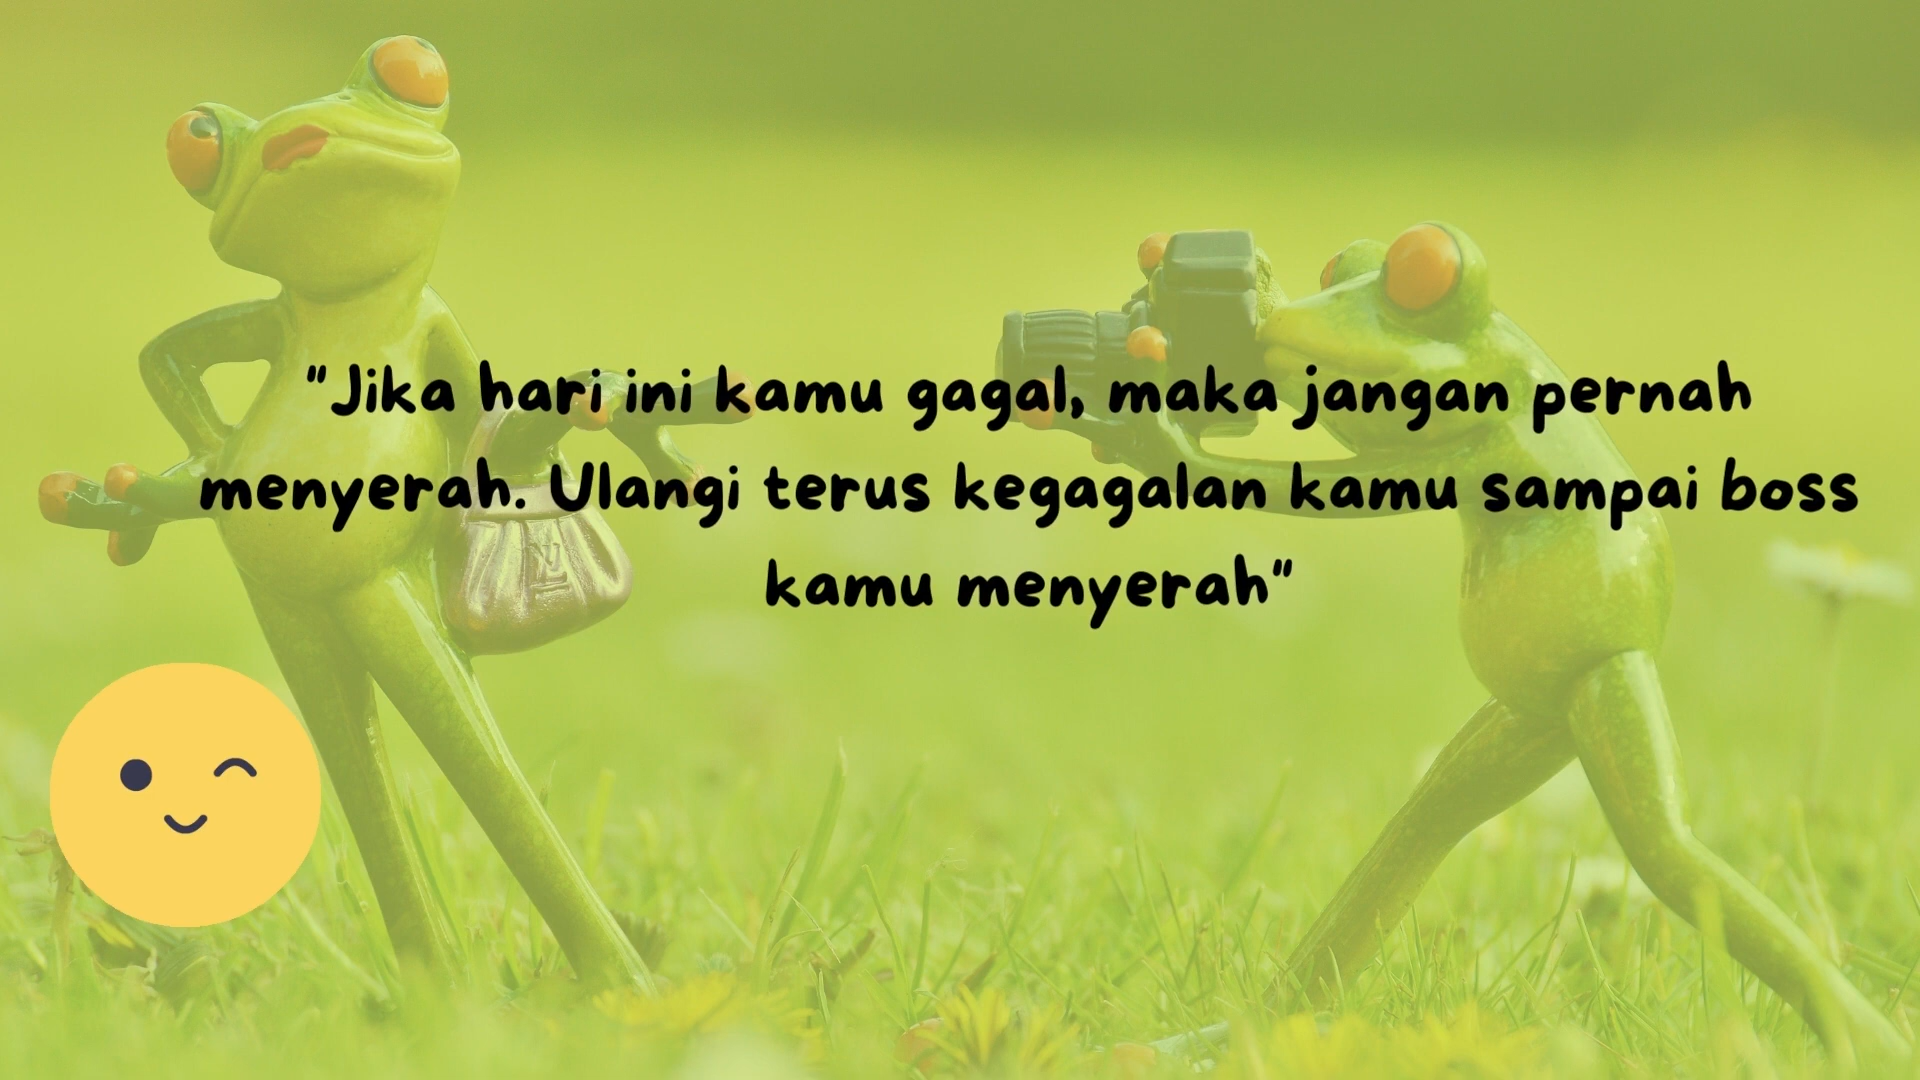 "Jika hari ini kamu gagal, maka jangan pernah
menyerah. Ulangi terus kegagalan kamu sampai boss
kamu menyerah"